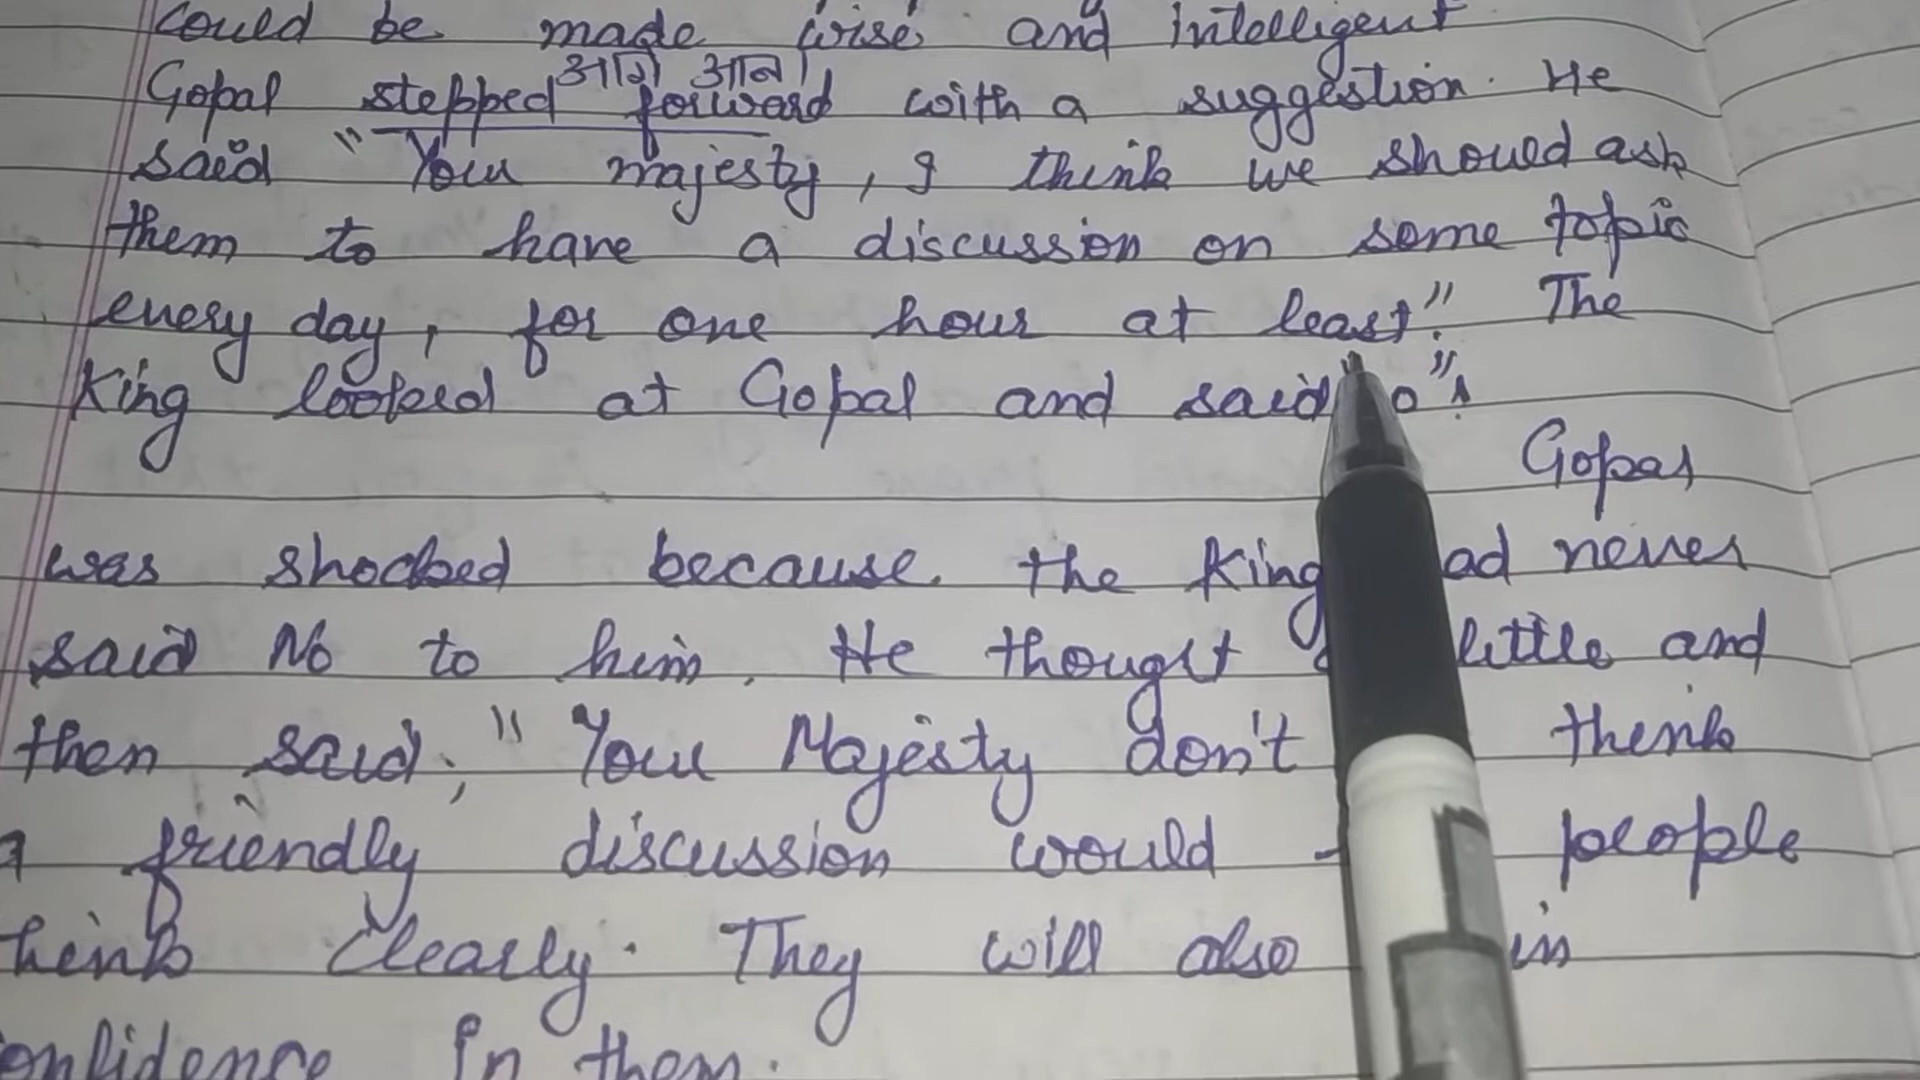 could be made wise and intelligent
आगे आना
Gopal stepped forward with a suggestion. He
said "Your majesty, I think we should ask
them to have a discussion on some topic
every day, for one hour at least". The
King looked at Gopal and said
Gopal
was shocked because the King never
said No to him. He thought little and
then said, "Your Majesty don't think
a friendly discussion would people
clearly. They will also
in them.